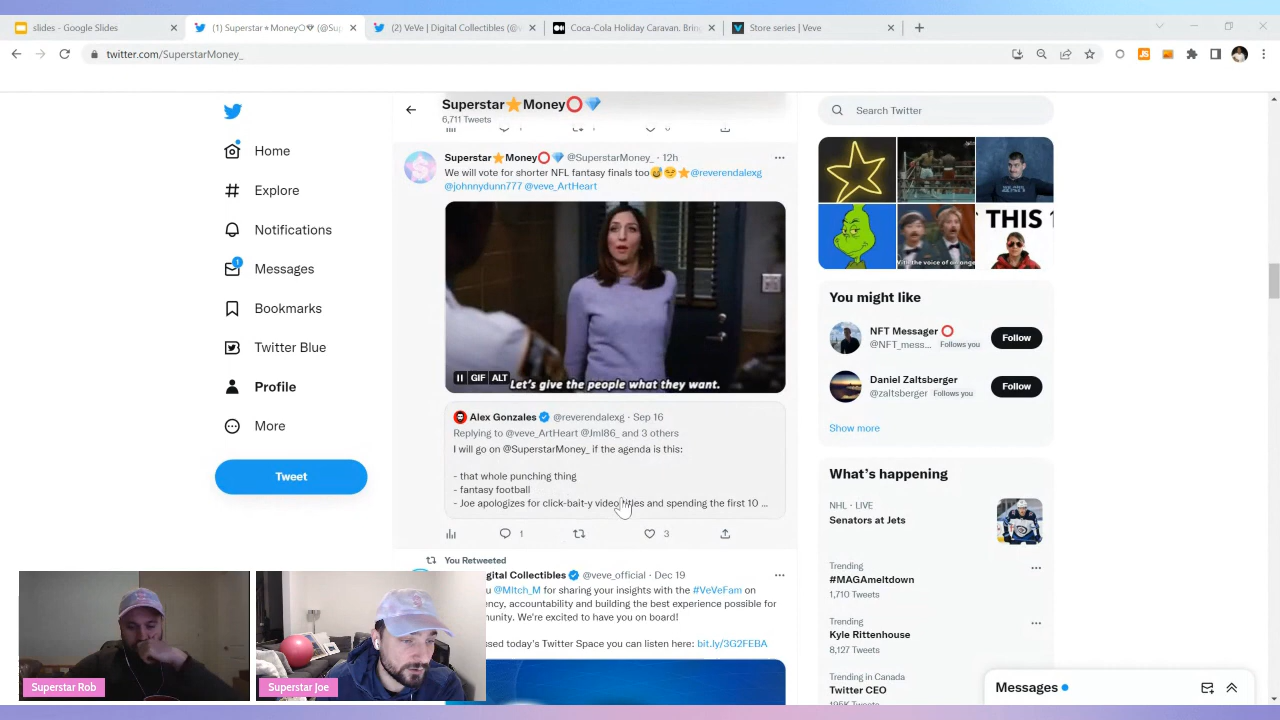 slides - Google Slides
(1) Superstar⭐Money⭕💎 (@Sup
(2) VeVe | Digital Collectibles (@v
Coca-Cola Holiday Caravan. Bring
Store series | Veve
twitter.com/SuperstarMoney_
Superstar⭐Money⭕💎
6,711 Tweets
Home
Explore
Notifications
1
Messages
Bookmarks
Twitter Blue
Profile
More
Tweet
Superstar⭐Money⭕💎 @SuperstarMoney_ · 12h
We will vote for shorter NFL fantasy finals too😅😏⭐@reverendalexg
@johnnydunn777 @veve_ArtHeart
GIF ALT
Let's give the people what they want.
Alex Gonzales @reverendalexg · Sep 16
Replying to @veve_ArtHeart @Jml86_ and 3 others
I will go on @SuperstarMoney_ if the agenda is this:
- that whole punching thing
- fantasy football
- Joe apologizes for click-bait-y video titles and spending the first 10 ...
1
3
You Retweeted
igital Collectibles @veve_official · Dec 19
u @MItch_M for sharing your insights with the #VeVeFam on
ency, accountability and building the best experience possible for
munity. We're excited to have you on board!
ssed today's Twitter Space you can listen here: bit.ly/3G2FEBA
Superstar Rob
Superstar Joe
Search Twitter
THIS
You might like
NFT Messager ⭕
@NFT_mess... Follows you
Follow
Daniel Zaltsberger
@zaltsberger Follows you
Follow
Show more
What's happening
NHL · LIVE
Senators at Jets
Trending
#MAGAmeltdown
1,710 Tweets
Trending
Kyle Rittenhouse
8,127 Tweets
Trending in Canada
Twitter CEO
Messages